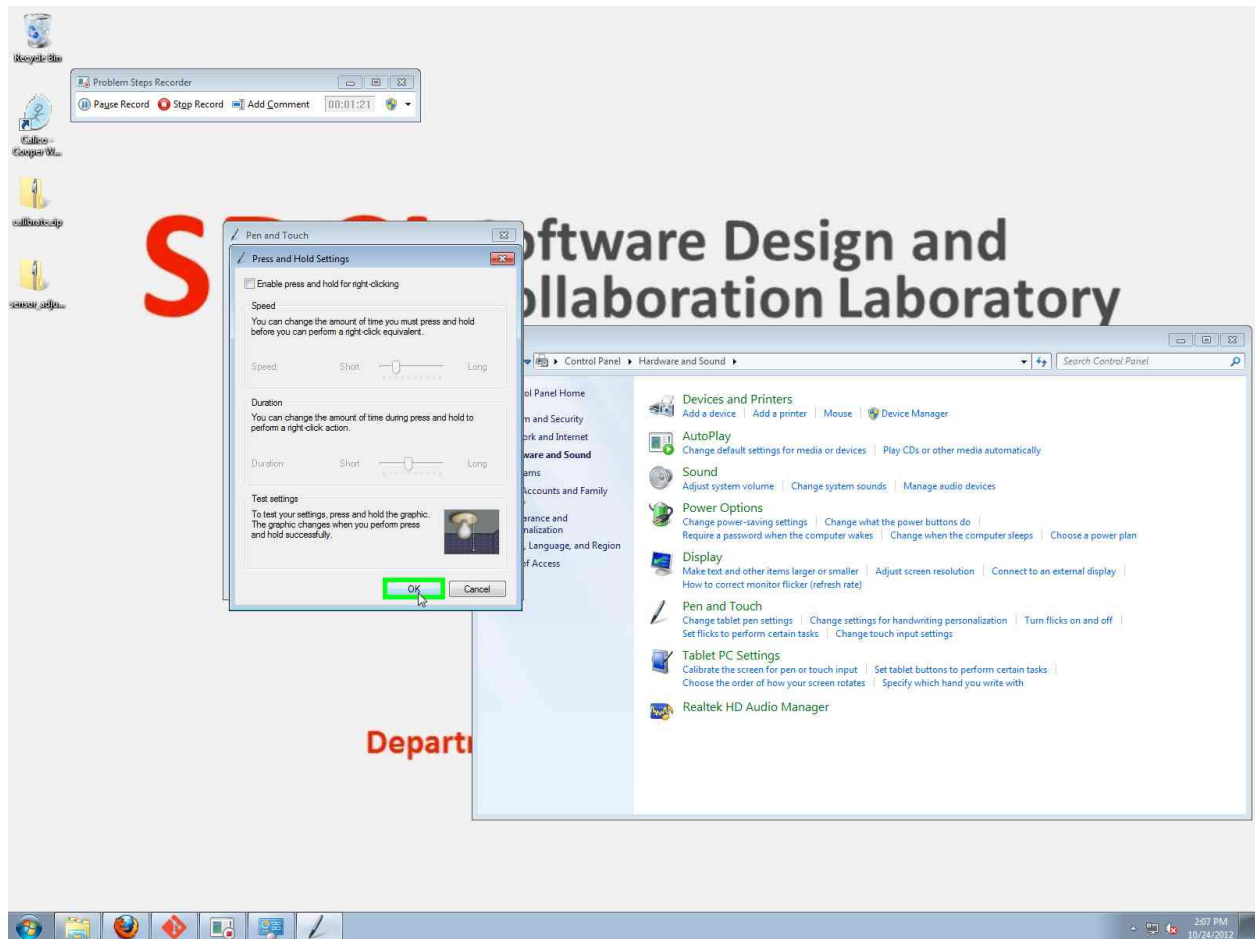 Recycle Bin
Problem Steps Recorder
Pause Record Stop Record Add Comment 00:01:21
Calico -
Cooper W...
calibrate.zip
sensor_adju...
ftware Design and
ollaboration Laboratory
Pen and Touch
Press and Hold Settings
Enable press and hold for right-clicking
Speed
You can change the amount of time you must press and hold
before you can perform a right-click equivalent.
Speed: Short Long
Duration
You can change the amount of time during press and hold to
perform a right-click action.
Duration: Short Long
Test settings
To test your settings, press and hold the graphic.
The graphic changes when you perform press
and hold successfully.
OK Cancel
Control Panel Hardware and Sound Search Control Panel
ol Panel Home
m and Security
ork and Internet
ware and Sound
ams
Accounts and Family
arance and
nalization
, Language, and Region
of Access
Devices and Printers
Add a device Add a printer Mouse Device Manager
AutoPlay
Change default settings for media or devices Play CDs or other media automatically
Sound
Adjust system volume Change system sounds Manage audio devices
Power Options
Change power-saving settings Change what the power buttons do
Require a password when the computer wakes Change when the computer sleeps Choose a power plan
Display
Make text and other items larger or smaller Adjust screen resolution Connect to an external display
How to correct monitor flicker (refresh rate)
Pen and Touch
Change tablet pen settings Change settings for handwriting personalization Turn flicks on and off
Set flicks to perform certain tasks Change touch input settings
Tablet PC Settings
Calibrate the screen for pen or touch input Set tablet buttons to perform certain tasks
Choose the order of how your screen rotates Specify which hand you write with
Realtek HD Audio Manager
Depart
2:07 PM
10/24/2012